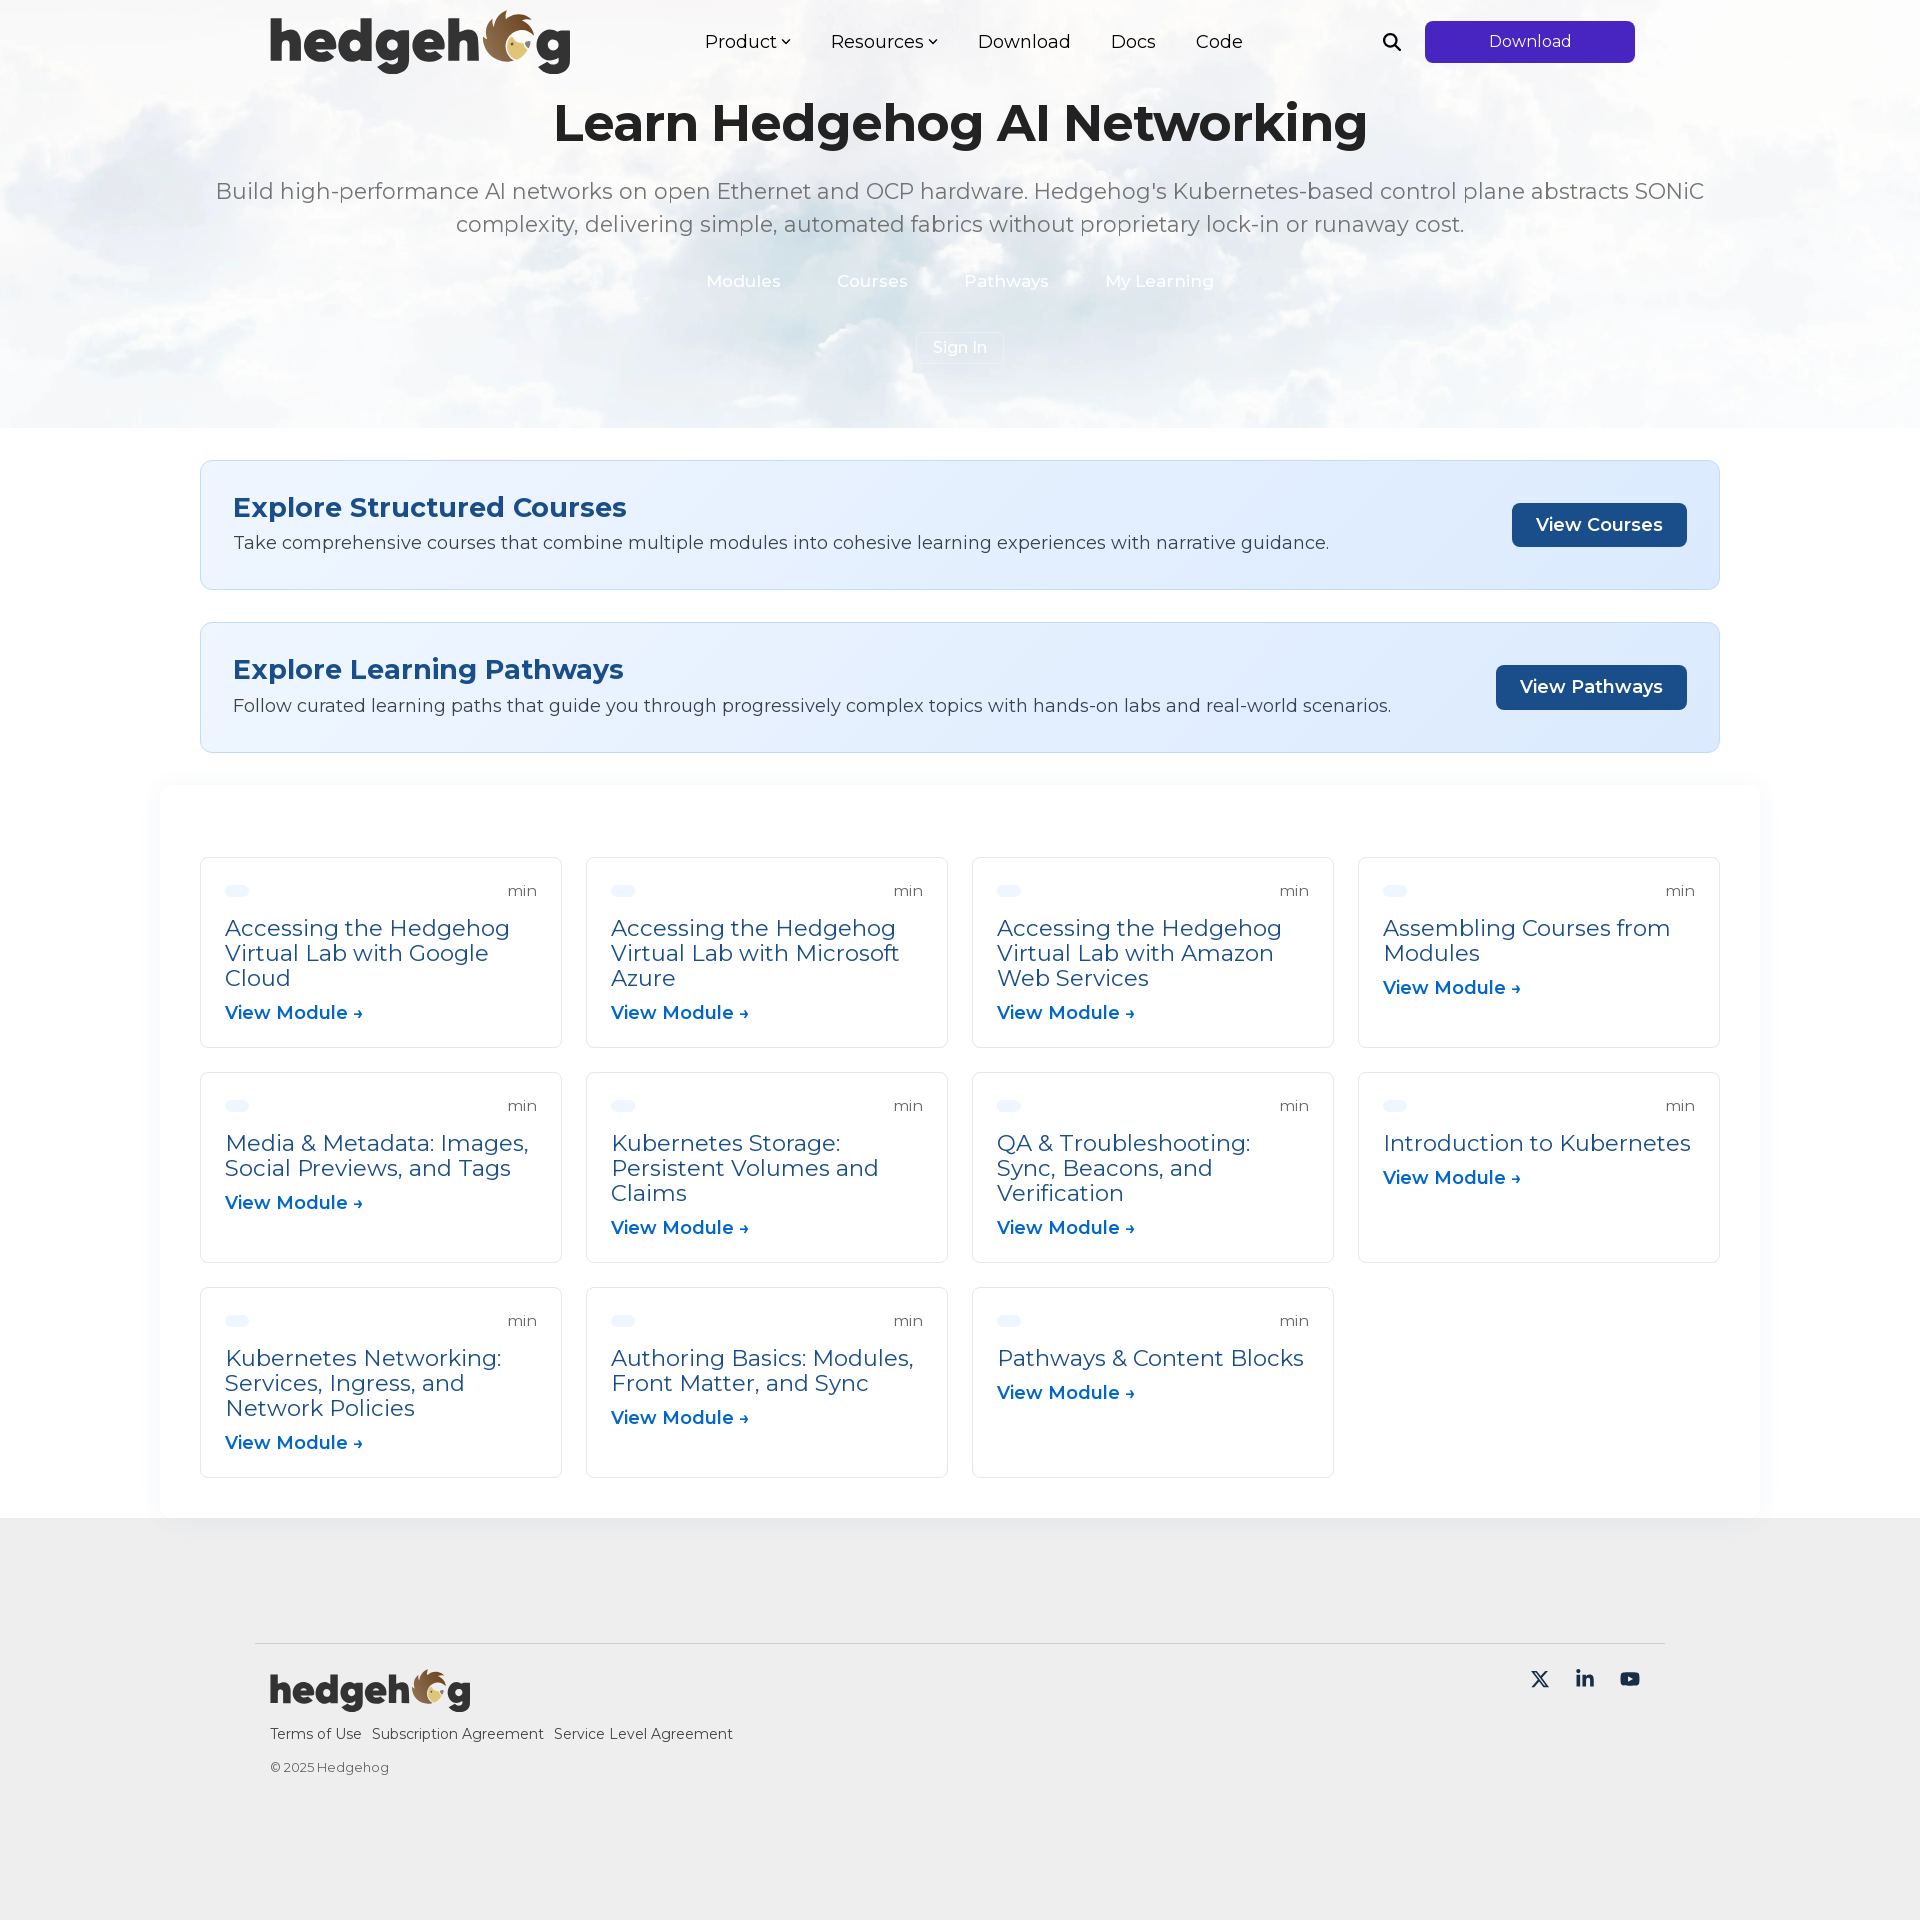 hedgehog
Product
Resources
Download
Docs
Code
Download
Learn Hedgehog AI Networking
Build high-performance AI networks on open Ethernet and OCP hardware. Hedgehog's Kubernetes-based control plane abstracts SONiC
complexity, delivering simple, automated fabrics without proprietary lock-in or runaway cost.
Modules
Courses
Pathways
My Learning
Sign In
Explore Structured Courses
Take comprehensive courses that combine multiple modules into cohesive learning experiences with narrative guidance.
View Courses
Explore Learning Pathways
Follow curated learning paths that guide you through progressively complex topics with hands-on labs and real-world scenarios.
View Pathways
min
Accessing the Hedgehog
Virtual Lab with Google
Cloud
View Module →
min
Accessing the Hedgehog
Virtual Lab with Microsoft
Azure
View Module →
min
Accessing the Hedgehog
Virtual Lab with Amazon
Web Services
View Module →
min
Assembling Courses from
Modules
View Module →
min
Media & Metadata: Images,
Social Previews, and Tags
View Module →
min
Kubernetes Storage:
Persistent Volumes and
Claims
View Module →
min
QA & Troubleshooting:
Sync, Beacons, and
Verification
View Module →
min
Introduction to Kubernetes
View Module →
min
Kubernetes Networking:
Services, Ingress, and
Network Policies
View Module →
min
Authoring Basics: Modules,
Front Matter, and Sync
View Module →
min
Pathways & Content Blocks
View Module →
hedgehog
Terms of Use
Subscription Agreement
Service Level Agreement
© 2025 Hedgehog